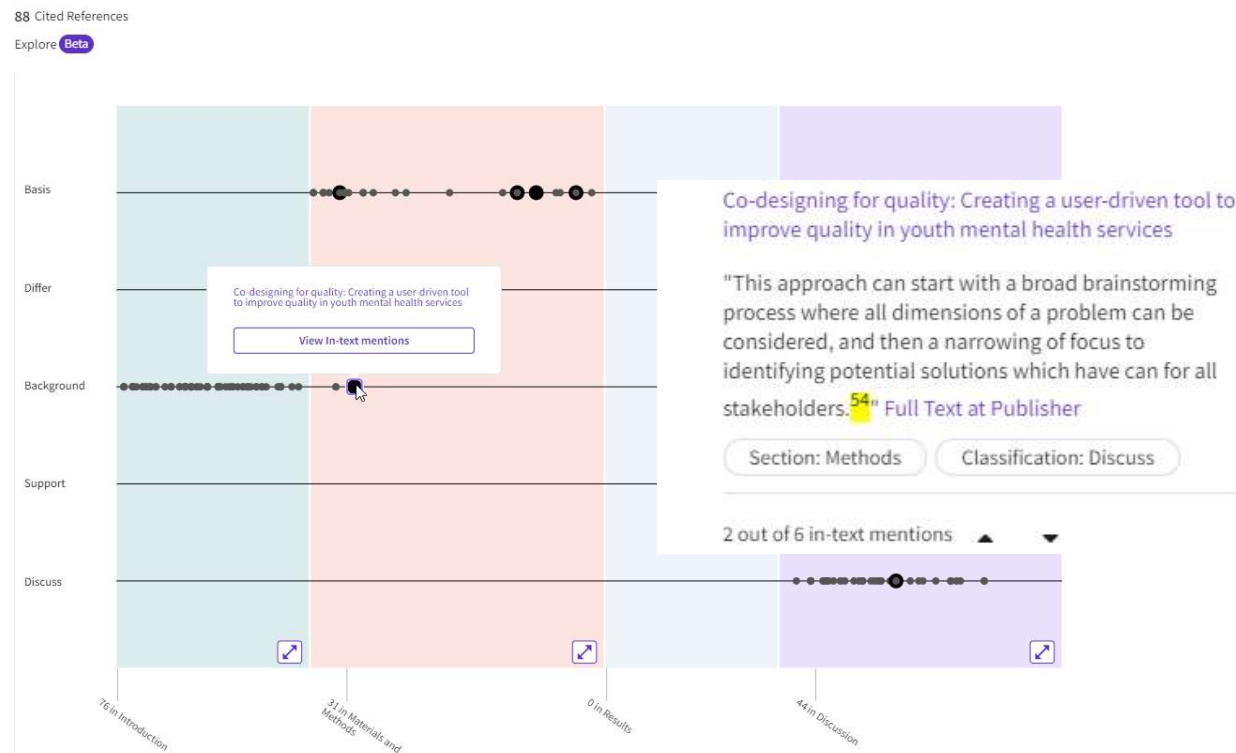 88 Cited References
Explore Beta
Basis
Differ
Background
Support
Discuss
Co-designing for quality: Creating a user-driven tool
to improve quality in youth mental health services
View In-text mentions
Co-designing for quality: Creating a user-driven tool to
improve quality in youth mental health services
"This approach can start with a broad brainstorming
process where all dimensions of a problem can be
considered, and then a narrowing of focus to
identifying potential solutions which have can for all
stakeholders.54" Full Text at Publisher
Section: Methods
Classification: Discuss
2 out of 6 in-text mentions
76 in Introduction
31 in Materials and
Methods
0 in Results
44 in Discussion